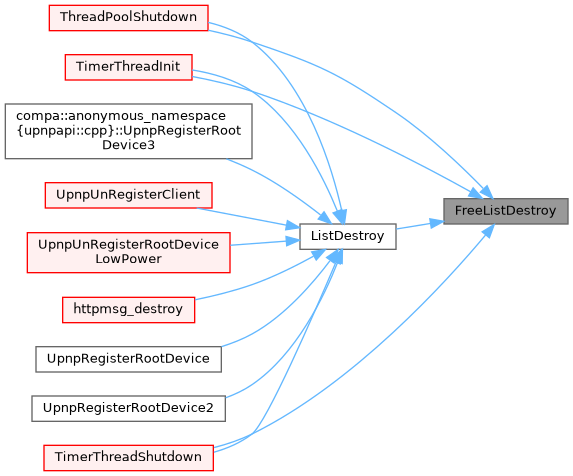 ThreadPoolShutdown
TimerThreadInit
compa::anonymous_namespace
{upnpapi::cpp}::UpnpRegisterRoot
Device3
UpnpUnRegisterClient
UpnpUnRegisterRootDevice
LowPower
httpmsg_destroy
UpnpRegisterRootDevice
UpnpRegisterRootDevice2
TimerThreadShutdown
ListDestroy
FreeListDestroy